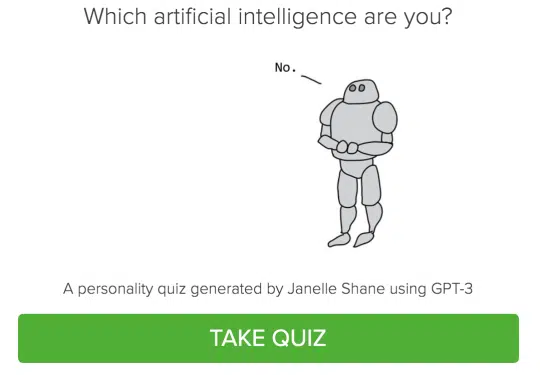 Which artificial intelligence are you?
No.
A personality quiz generated by Janelle Shane using GPT-3
TAKE QUIZ